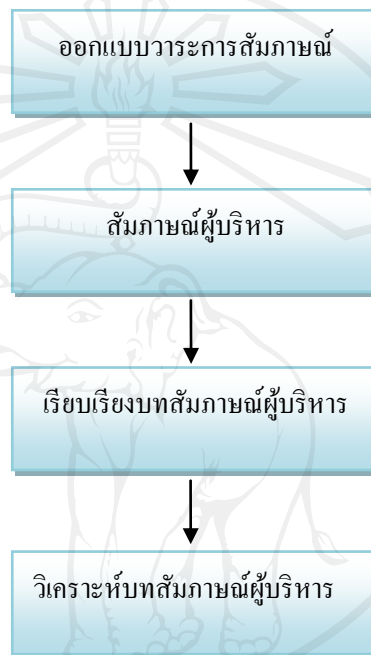 ออกแบบวาระการสัมภาษณ์
สัมภาษณ์ผู้บริหาร
เรียบเรียงบทสัมภาษณ์ผู้บริหาร
วิเคราะห์บทสัมภาษณ์ผู้บริหาร